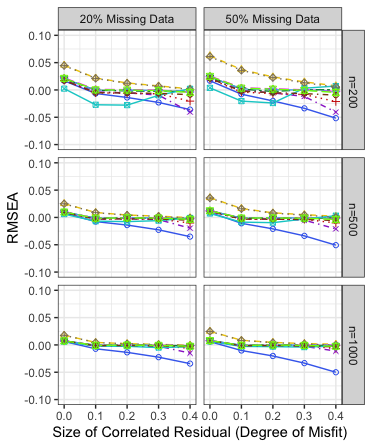 20% Missing Data 50% Missing Data
0.10
0.05
0.00
-0.05
-0.10
n=200
0.10
0.05
0.00
-0.05
-0.10
n=500
0.10
0.05
0.00
-0.05
-0.10
n=1000
RMSEA
0.0 0.1 0.2 0.3 0.4 0.0 0.1 0.2 0.3 0.4
Size of Correlated Residual (Degree of Misfit)